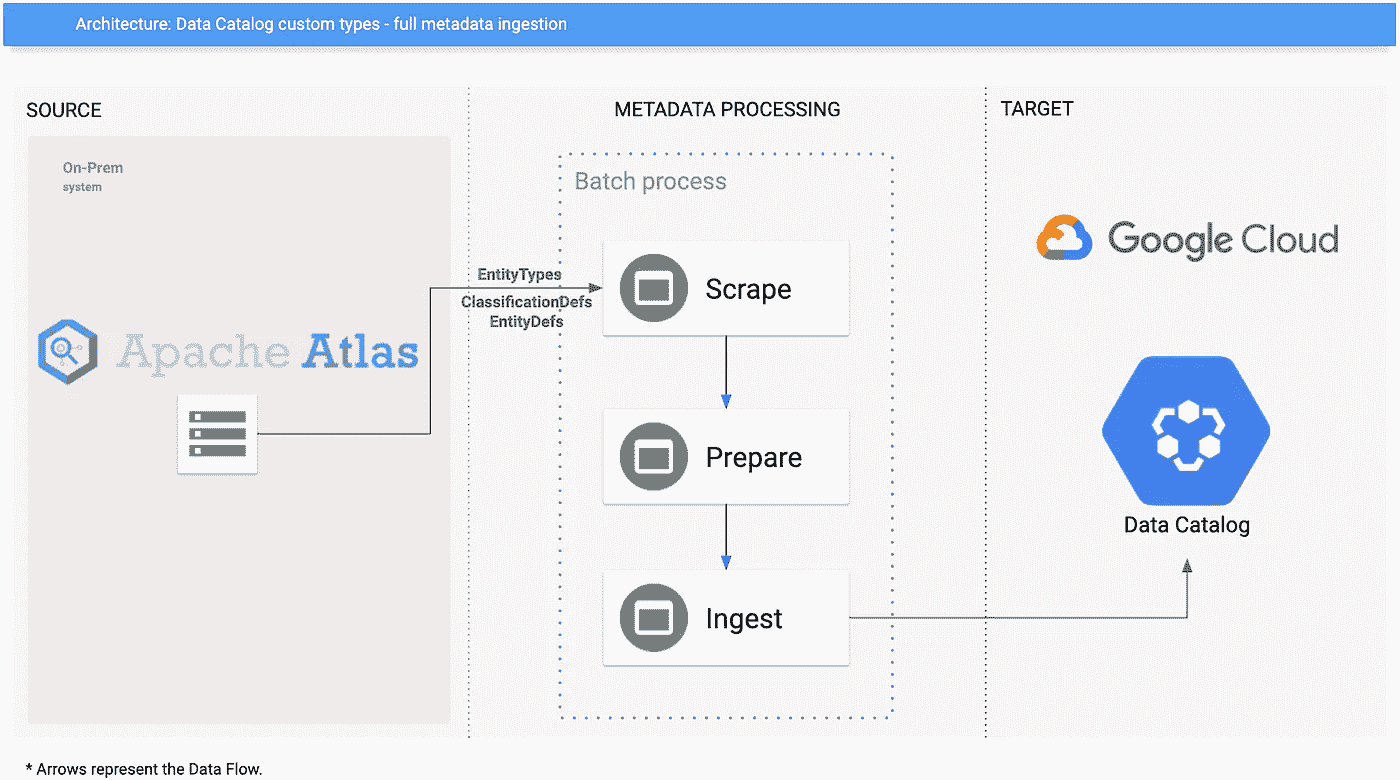 Architecture: Data Catalog custom types - full metadata ingestion
SOURCE
METADATA PROCESSING
TARGET
On-Prem
system
Batch process
Google Cloud
EntityTypes
ClassificationDefs
EntityDefs
Scrape
Apache Atlas
Prepare
Data Catalog
Ingest
* Arrows represent the Data Flow.